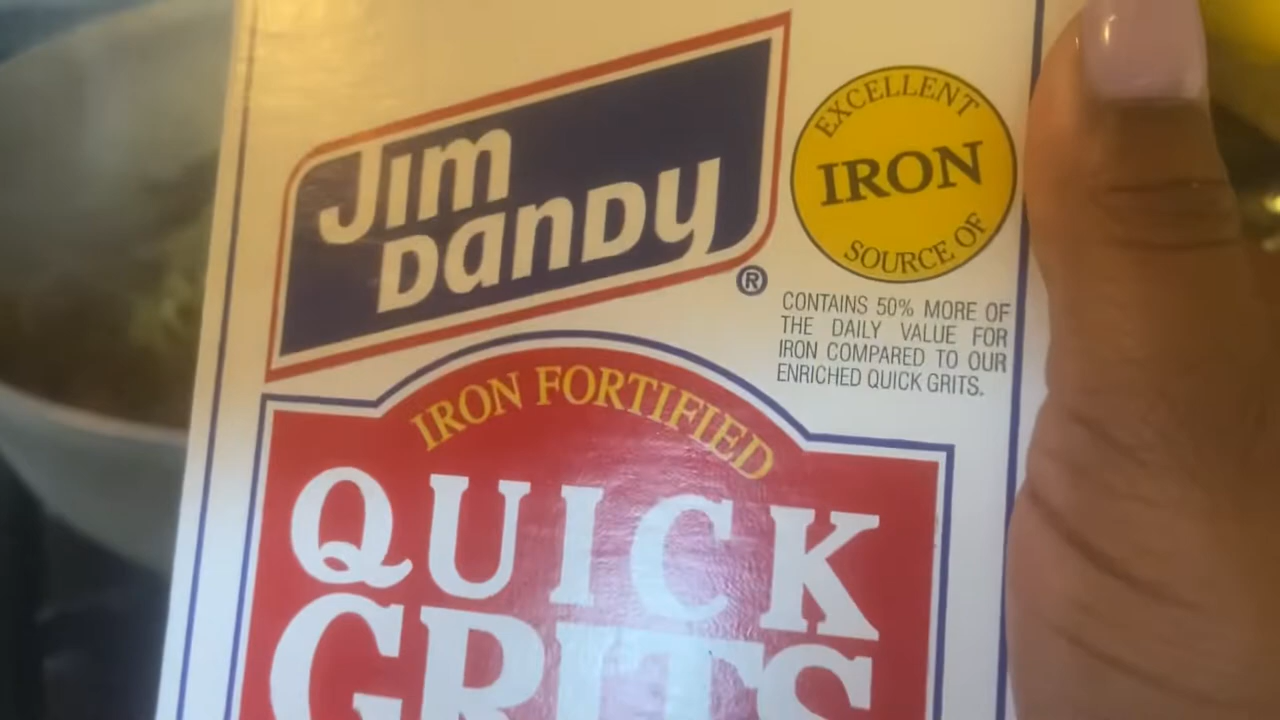 Jim
Dandy
®
EXCELLENT
IRON
SOURCE OF
CONTAINS 50% MORE OF
THE DAILY VALUE FOR
IRON COMPARED TO OUR
ENRICHED QUICK GRITS.
IRON FORTIFIED
QUICK
GRITS